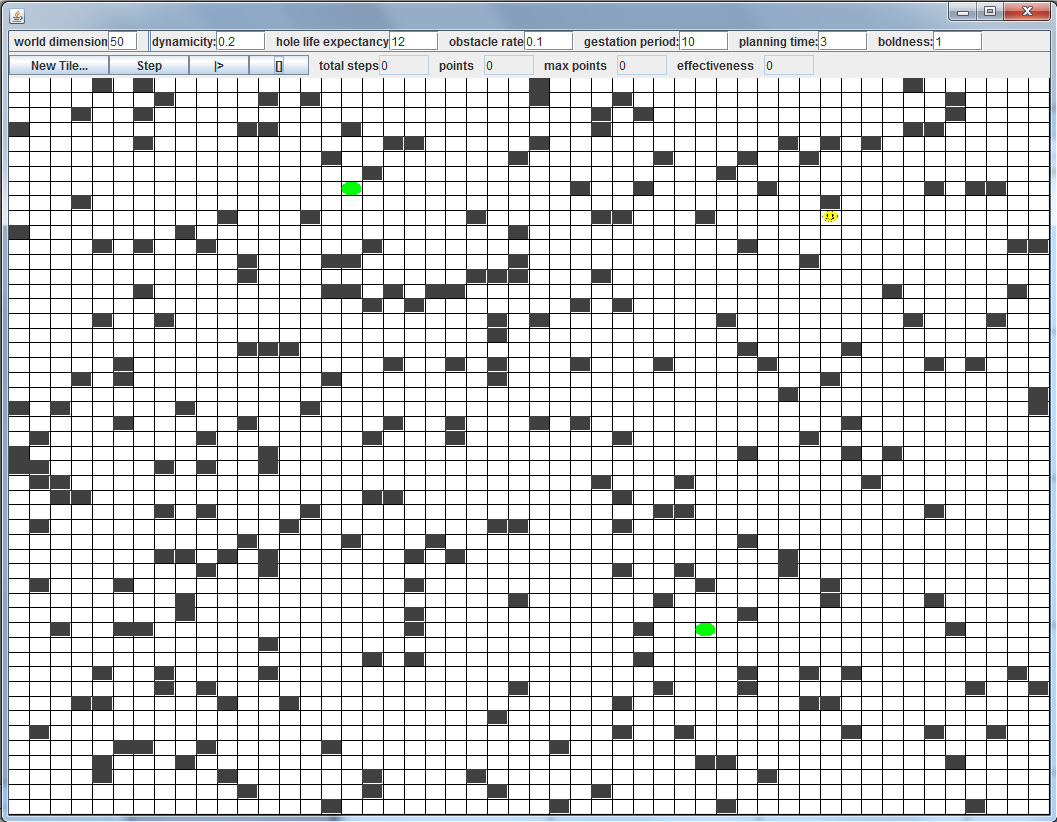 world dimension 50 dynamicity: 0.2 hole life expectancy 12 obstacle rate 0.1 gestation period: 10 planning time: 3 boldness: 1
New Tile... Step |> [] total steps 0 points 0 max points 0 effectiveness 0